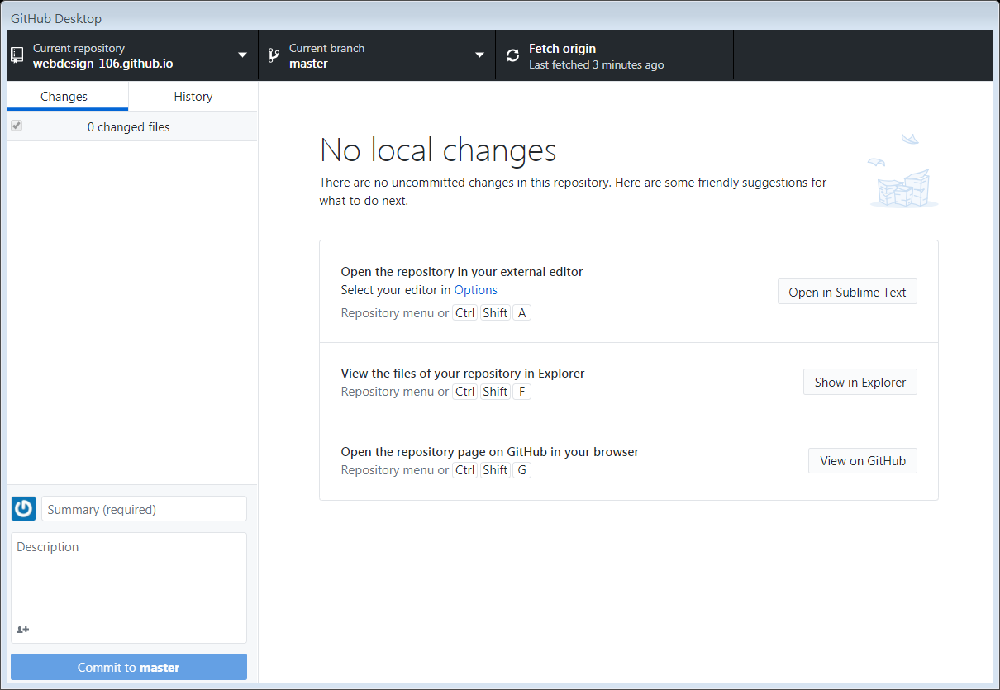 GitHub Desktop
Current repository
webdesign-106.github.io
Current branch
master
Fetch origin
Last fetched 3 minutes ago
Changes
History
0 changed files
No local changes
There are no uncommitted changes in this repository. Here are some friendly suggestions for
what to do next.
Open the repository in your external editor
Select your editor in Options
Repository menu or Ctrl Shift A
Open in Sublime Text
View the files of your repository in Explorer
Repository menu or Ctrl Shift F
Show in Explorer
Open the repository page on GitHub in your browser
Repository menu or Ctrl Shift G
View on GitHub
Summary (required)
Description
Commit to master